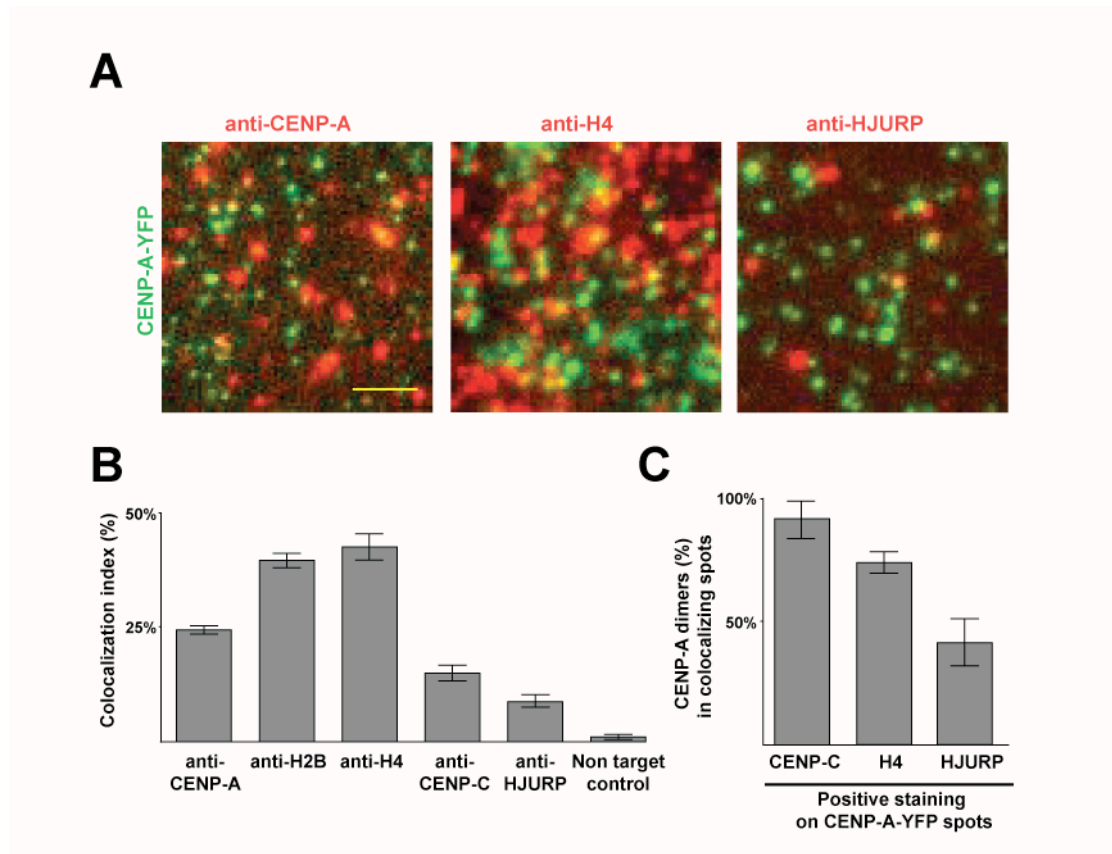 A
anti-CENP-A
anti-H4
anti-HJURP
CENP-A-YFP
B
Colocalization index (%)
50%
25%
anti-
CENP-A
anti-H2B
anti-H4
anti-
CENP-C
anti-
HJURP
Non target
control
C
CENP-A dimers (%)
in colocalizing spots
100%
50%
CENP-C
H4
HJURP
Positive staining
on CENP-A-YFP spots